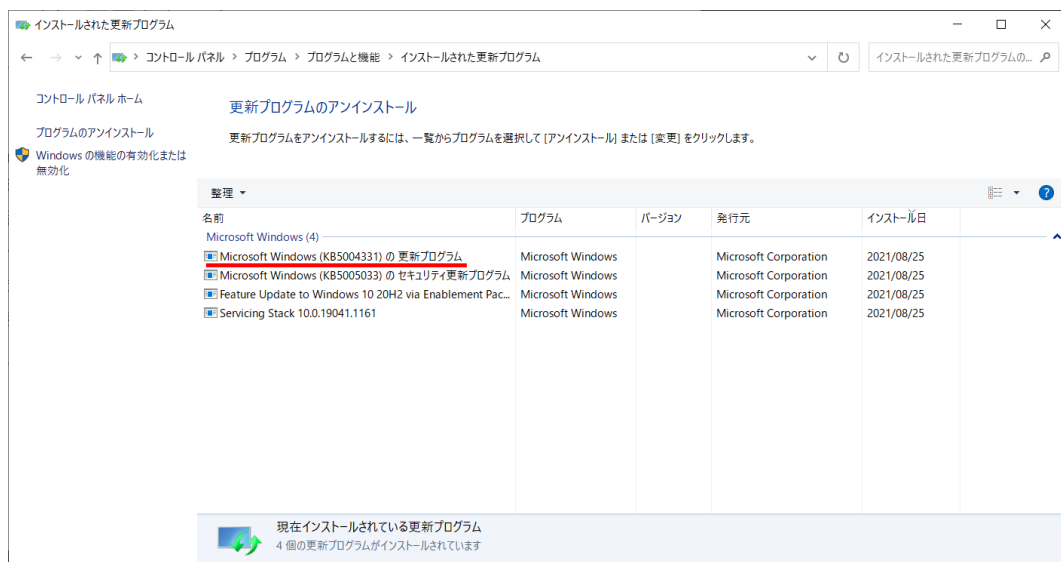 インストールされた更新プログラム
コントロール パネル > プログラム > プログラムと機能 > インストールされた更新プログラム
インストールされた更新プログラムの...
コントロール パネル ホーム
プログラムのアンインストール
Windows の機能の有効化または
無効化
更新プログラムのアンインストール
更新プログラムをアンインストールするには、一覧からプログラムを選択して [アンインストール] または [変更] をクリックします。
整理
名前 プログラム バージョン 発行元 インストール日
Microsoft Windows (4)
Microsoft Windows (KB5004331) の 更新プログラム Microsoft Windows Microsoft Corporation 2021/08/25
Microsoft Windows (KB5005033) の セキュリティ更新プログラム Microsoft Windows Microsoft Corporation 2021/08/25
Feature Update to Windows 10 20H2 via Enablement Pac... Microsoft Windows Microsoft Corporation 2021/08/25
Servicing Stack 10.0.19041.1161 Microsoft Windows Microsoft Corporation 2021/08/25
現在インストールされている更新プログラム
4 個の更新プログラムがインストールされています